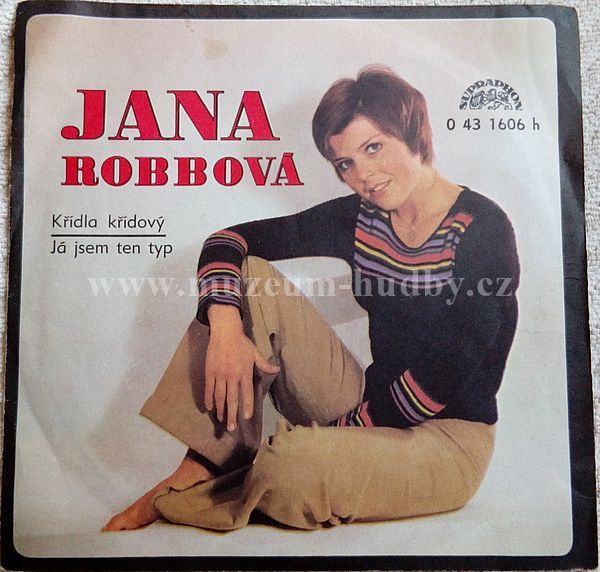 JANA
ROBBOVÁ
SUPRAPHON
0 43 1606 h
Křídla křídový
Já jsem ten typ
www.muzeum-hudby.cz